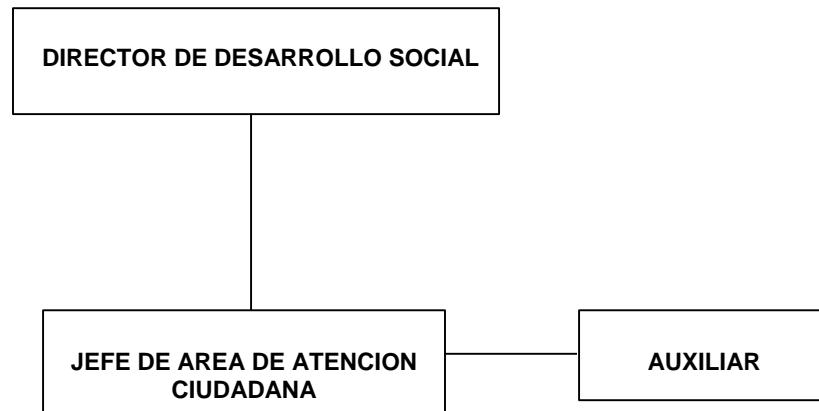 DIRECTOR DE DESARROLLO SOCIAL
JEFE DE AREA DE ATENCION
CIUDADANA
AUXILIAR